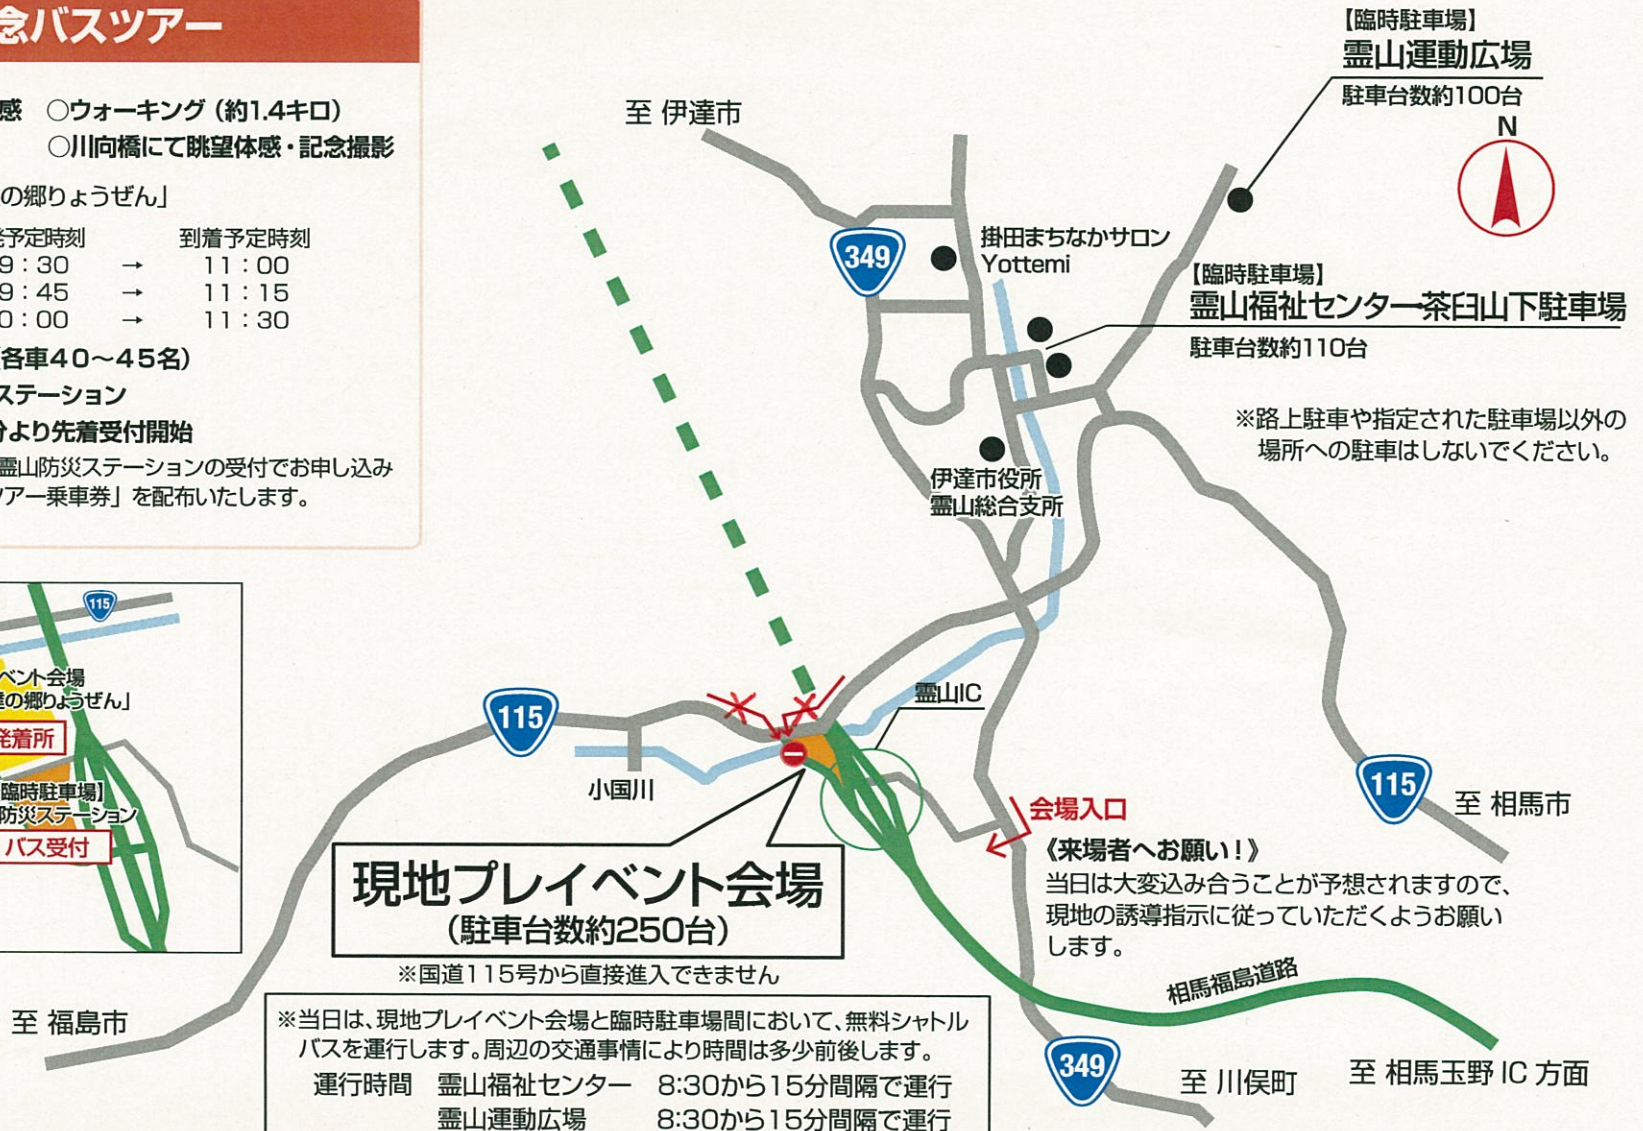 念バスツアー
感 ○ウォーキング（約1.4キロ）
○川向橋にて眺望体感・記念撮影
の郷りょうぜん」
予定時刻 到着予定時刻
9：30 → 11：00
9：45 → 11：15
0：00 → 11：30
（各車40～45名）
ステーション
分より先着受付開始
霊山防災ステーションの受付でお申し込み
ツアー乗車券」を配布いたします。
115
ベント会場
の郷りょうぜん」
発着所
臨時駐車場】
防災ステーション
バス受付
至 福島市
至 伊達市
349
掛田まちなかサロン
Yottemi
【臨時駐車場】
霊山運動広場
駐車台数約100台
N
【臨時駐車場】
霊山福祉センター・茶臼山下駐車場
駐車台数約110台
※路上駐車や指定された駐車場以外の
場所への駐車はしないでください。
伊達市役所
霊山総合支所
霊山IC
115
小国川
115
至 相馬市
会場入口
《来場者へお願い！》
当日は大変込み合うことが予想されますので、
現地の誘導指示に従っていただくようお願い
します。
現地プレイベント会場
（駐車台数約250台）
※国道115号から直接進入できません
相馬福島道路
349
至 川俣町
至 相馬玉野IC 方面
※当日は、現地プレイベント会場と臨時駐車場間において、無料シャトル
バスを運行します。周辺の交通事情により時間は多少前後します。
運行時間 霊山福祉センター 8:30から15分間隔で運行
霊山運動広場 8:30から15分間隔で運行